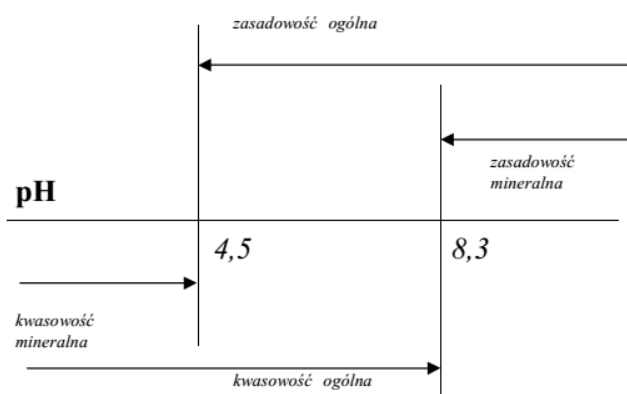 zasadowość ogólna
zasadowość
mineralna
pH
4,5
8,3
kwasowość
mineralna
kwasowość ogólna